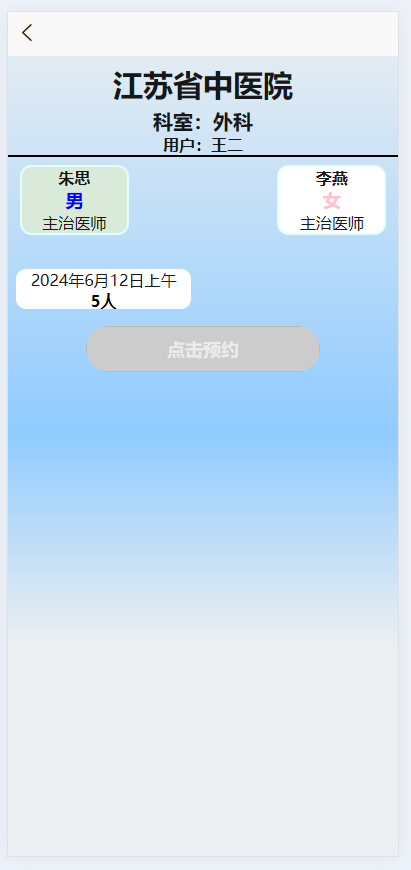 江苏省中医院
科室：外科
用户：王二
朱思
男
主治医师
李燕
女
主治医师
2024年6月12日上午
5人
点击预约